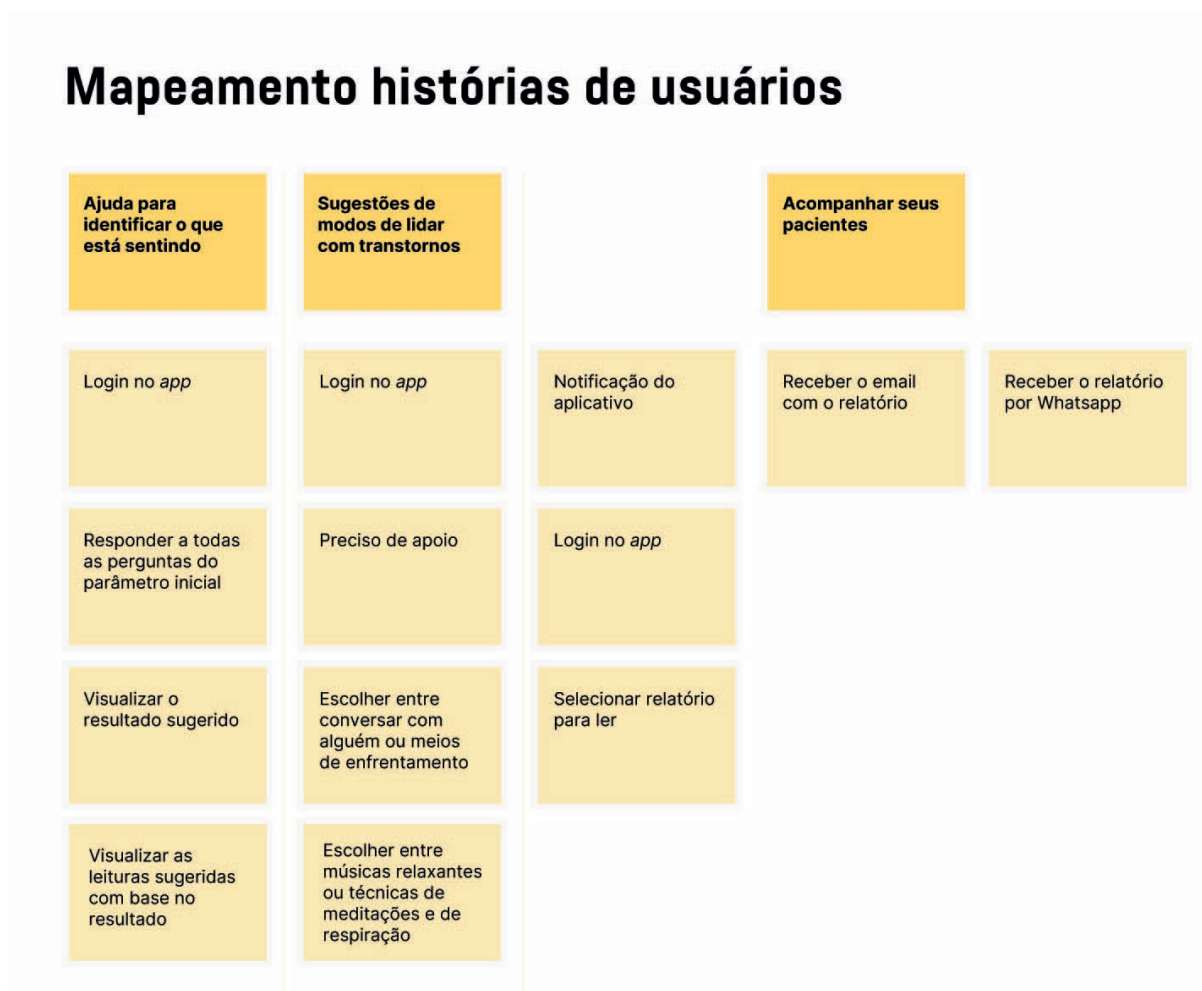 Mapeamento histórias de usuários
Ajuda para
identificar o que
está sentindo
Sugestões de
modos de lidar
com transtornos
Acompanhar seus
pacientes
Login no app
Login no app
Notificação do
aplicativo
Receber o email
com o relatório
Receber o relatório
por Whatsapp
Responder a todas
as perguntas do
parâmetro inicial
Preciso de apoio
Login no app
Visualizar o
resultado sugerido
Escolher entre
conversar com
alguém ou meios
de enfrentamento
Selecionar relatório
para ler
Visualizar as
leituras sugeridas
com base no
resultado
Escolher entre
músicas relaxantes
ou técnicas de
meditações e de
respiração